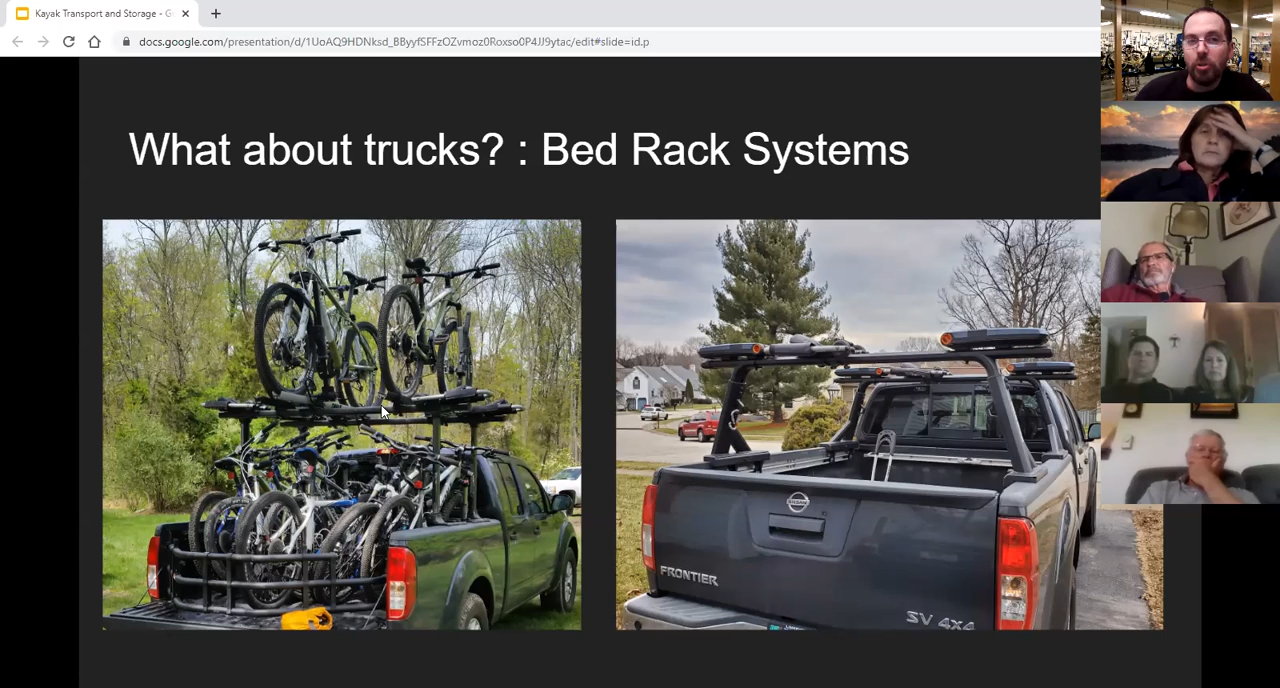 Kayak Transport and Storage - G
docs.google.com/presentation/d/1UoAQ9HDNksd_BByyfSFFzOZvmoz0Roxso0P4JJ9ytac/edit#slide=id.p
What about trucks? : Bed Rack Systems
NISSAN
FRONTIER
SV 4X4